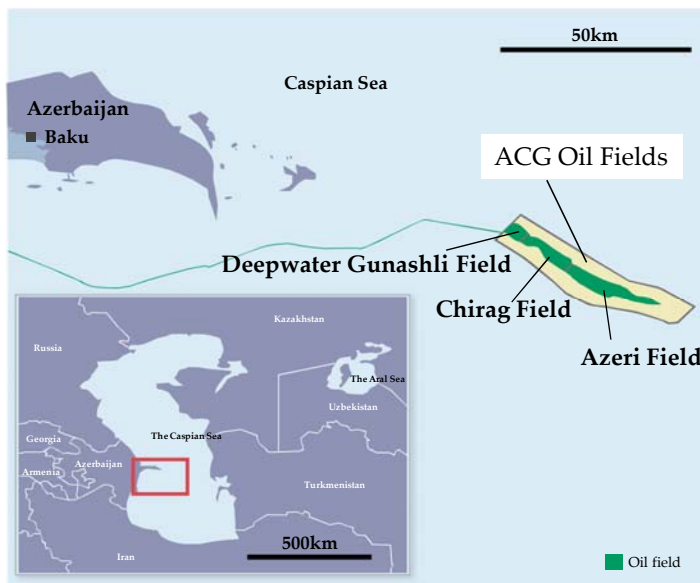 50km
Caspian Sea
Azerbaijan
Baku
ACG Oil Fields
Deepwater Gunashli Field
Chirag Field
Azeri Field
Kazakhstan
Russia
The Aral Sea
Uzbekistan
The Caspian Sea
Georgia
Azerbaijan
Armenia
Turkmenistan
Iran
500km
Oil field